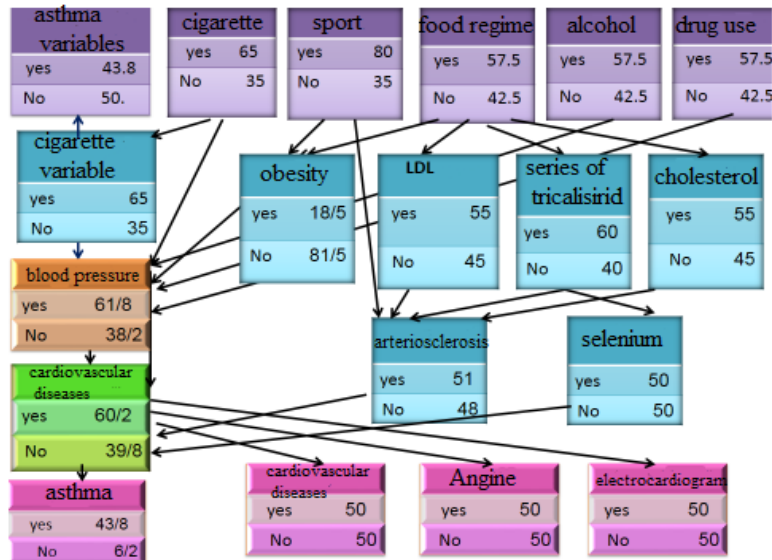 asthma
variables
yes 43.8
No 50.
cigarette
yes 65
No 35
sport
yes 80
No 35
food regime
yes 57.5
No 42.5
alcohol
yes 57.5
No 42.5
drug use
yes 57.5
No 42.5
cigarette
variable
yes 65
No 35
obesity
yes 18/5
No 81/5
LDL
yes 55
No 45
series of
tricalisirid
yes 60
No 40
cholesterol
yes 55
No 45
blood pressure
yes 61/8
No 38/2
arteriosclerosis
yes 51
No 48
selenium
yes 50
No 50
cardiovascular
diseases
yes 60/2
No 39/8
asthma
yes 43/8
No 6/2
cardiovascular
diseases
yes 50
No 50
Angine
yes 50
No 50
electrocardiogram
yes 50
No 50